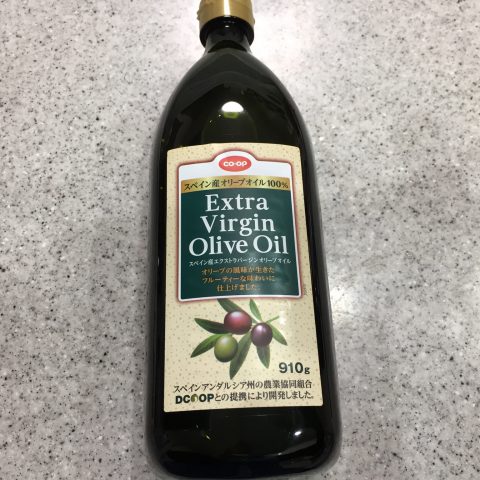 CO・OP
スペイン産オリーブオイル100%
Extra
Virgin
Olive Oil
スペイン産エクストラバージンオリーブオイル
オリーブの風味が生きた
フルーティーな味わいに
仕上げました。
910g
スペインアンダルシア州の農業協同組合
DCOOPとの提携により開発しました。